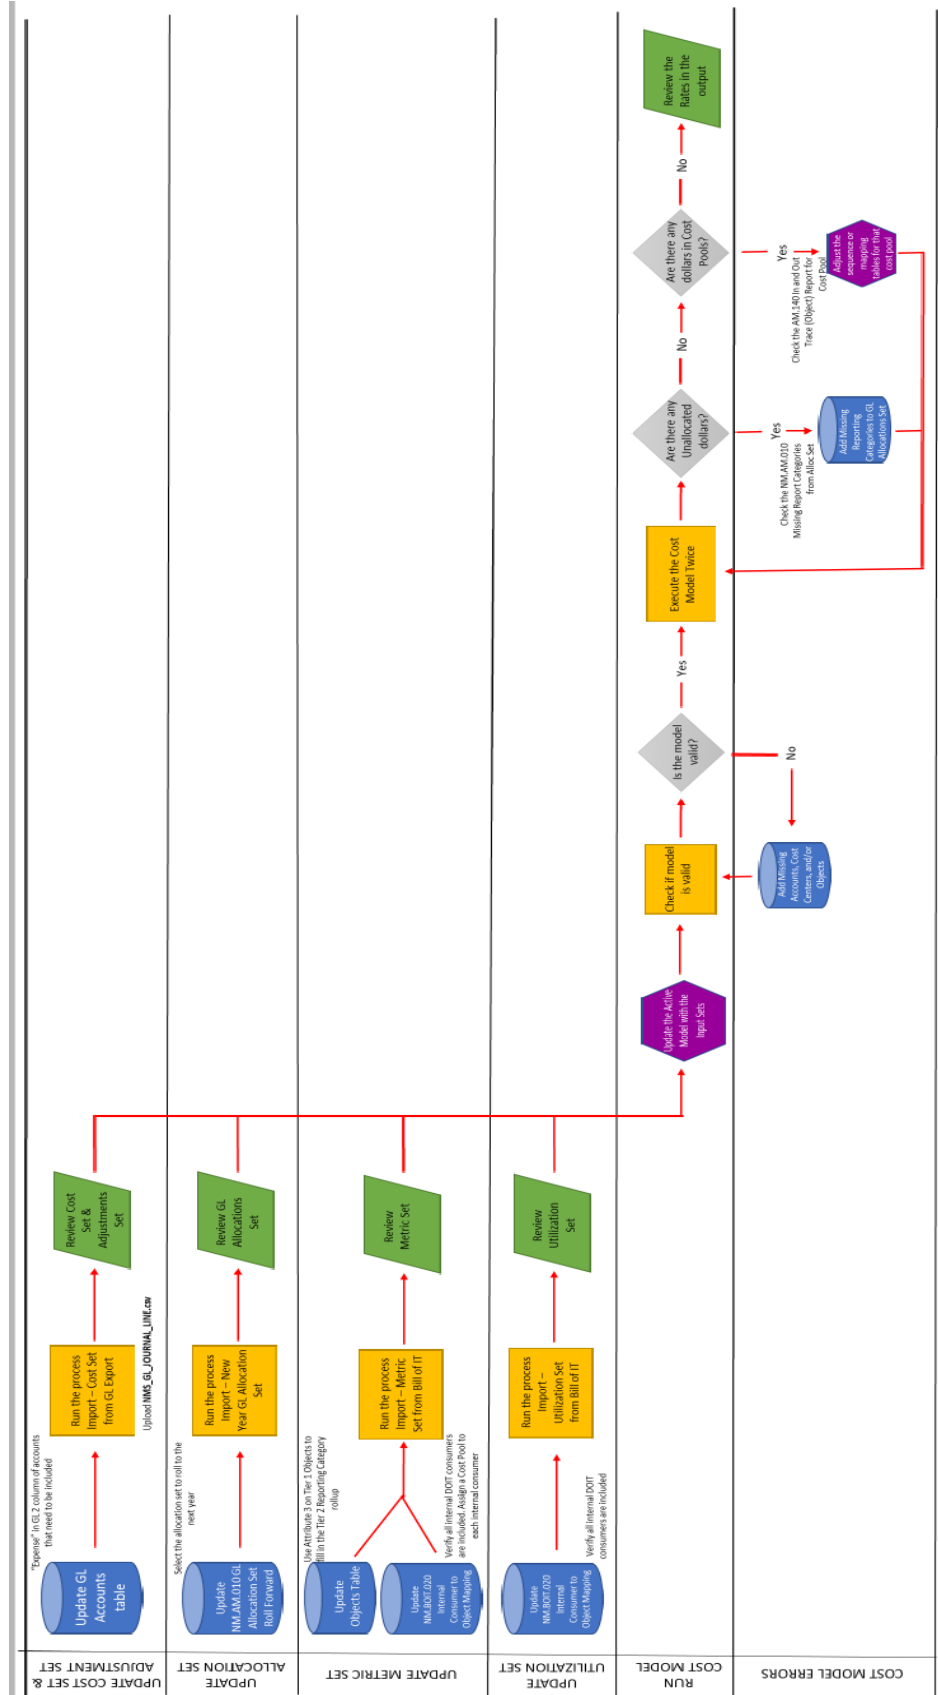 UPDATE COST SET &
ADJUSTMENT SET
Update GL
Accounts
table
"Expense" in GL 2 column of accounts
that need to be included
Run the process
Import – Cost Set
from GL Export
Upload NMS_GL_JOURNAL_LINE.csv
Review Cost
Set &
Adjustments
Set
UPDATE
ALLOCATION SET
Update
NM.AM.010 GL
Allocation Set
Roll Forward
Select the allocation set to roll to the
next year
Run the process
Import – New
Year GL Allocation
Set
Review GL
Allocations
Set
UPDATE METRIC SET
Update
Objects Table
Use Attribute 3 on Tier 1 Objects to
fill in the Tier 2 Reporting Category
rollup
Update
NM.BOIT.020
Internal
Consumer to
Object Mapping
Verify all internal DOIT consumers
are included. Assign a Cost Pool to
each internal consumer
Run the process
Import – Metric
Set from Bill of IT
Review
Metric Set
UPDATE
UTILIZATION SET
Update
NM.BOIT.020
Internal
Consumer to
Object Mapping
Verify all internal DOIT
consumers are included
Run the process
Import –
Utilization Set
from Bill of IT
Review
Utilization
Set
RUN
COST MODEL
Update the Active
Model with the
Input Sets
Check if model
is valid
Is the model
valid?
Yes
Execute the Cost
Model Twice
Are there any
Unallocated
dollars?
No
Are there any
dollars in Cost
Pools?
No
Review the
Rates in the
output
COST MODEL ERRORS
Add Missing
Accounts, Cost
Centers, and/or
Objects
No
Yes
Check the NM.AM.010
Missing Report Categories
from Alloc Set
Add Missing
Reporting
Categories to GL
Allocations Set
Yes
Check the AM.140 In and Out
Trace (Object) Report for
Cost Pool
Adjust the
sequence or
mapping
tables for that
cost pool